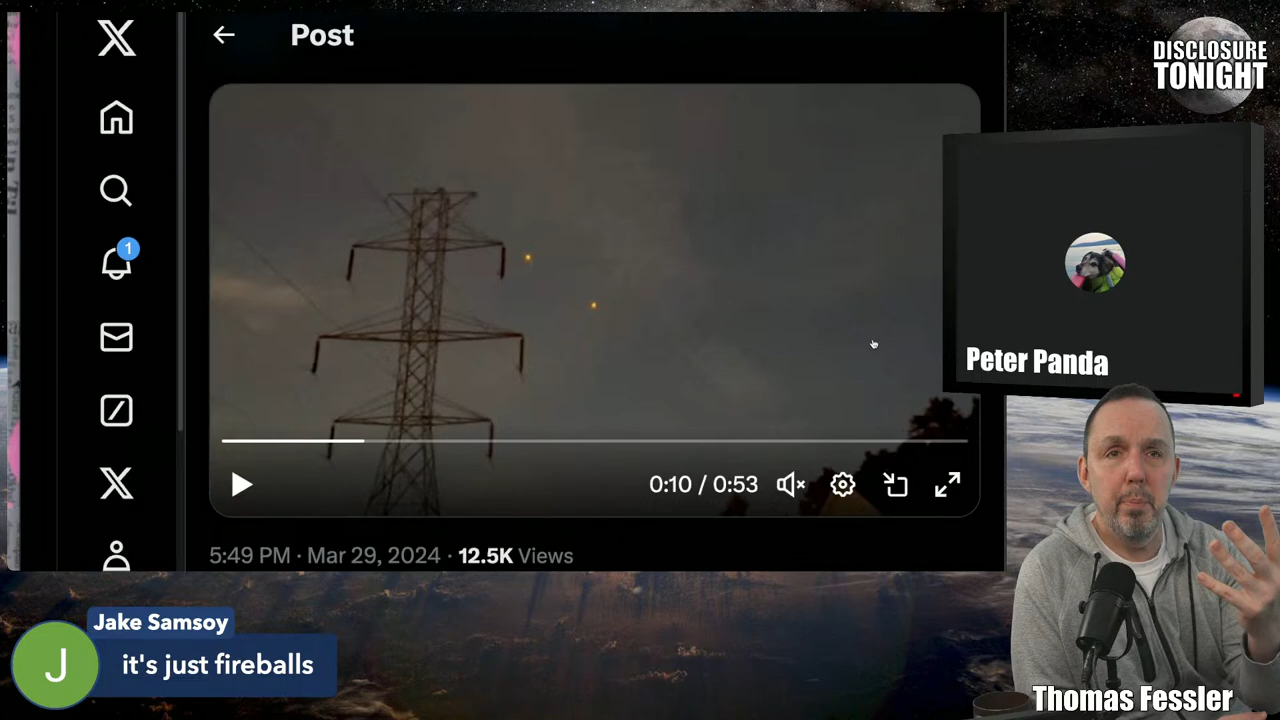 Post
DISCLOSURE
TONIGHT
1
Peter Panda
0:10 / 0:53
5:49 PM · Mar 29, 2024 · 12.5K Views
Jake Samsoy
J
it's just fireballs
Thomas Fessler